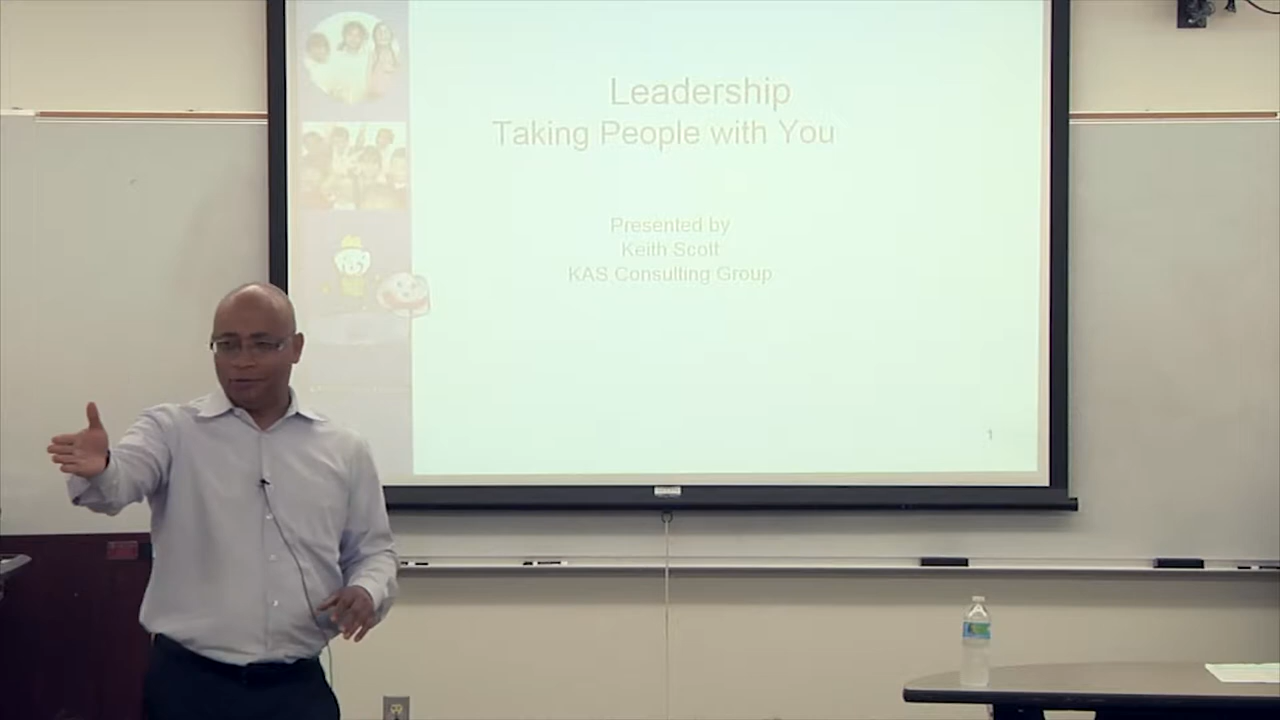 Leadership
Taking People with You
Presented by
Keith Scott
KAS Consulting Group
1